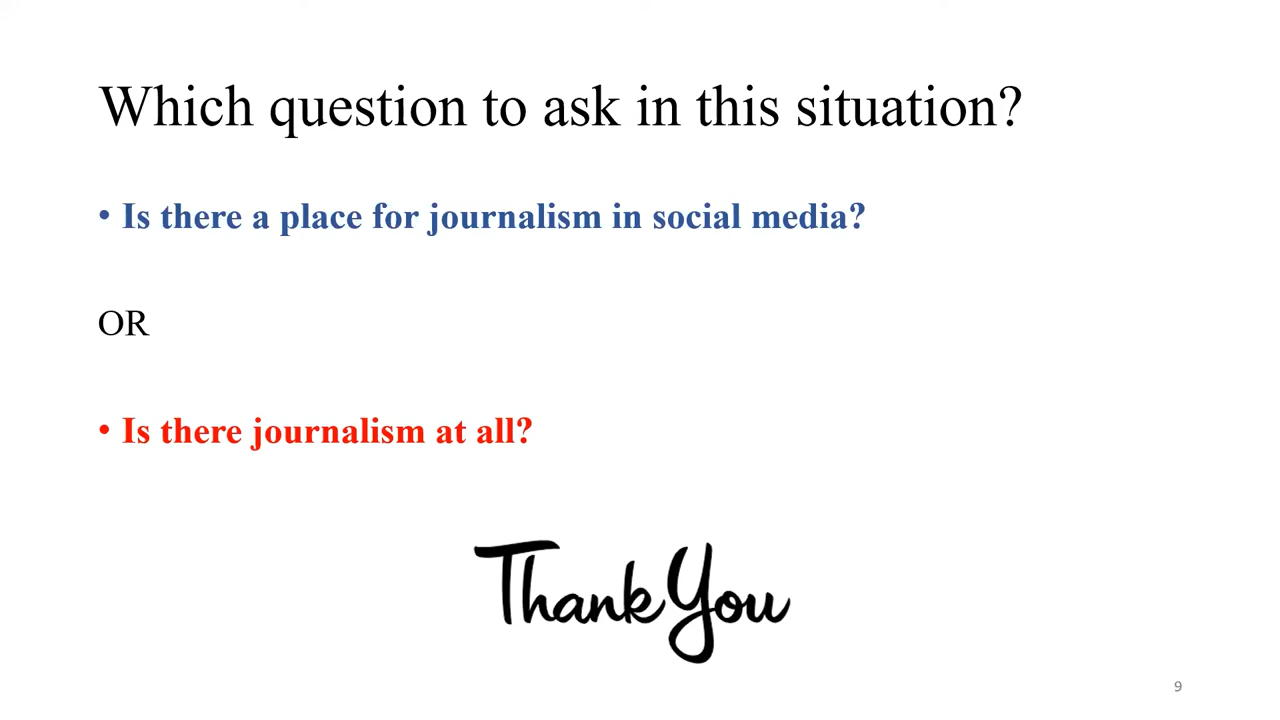 Which question to ask in this situation?
• Is there a place for journalism in social media?
OR
• Is there journalism at all?
Thank You
9